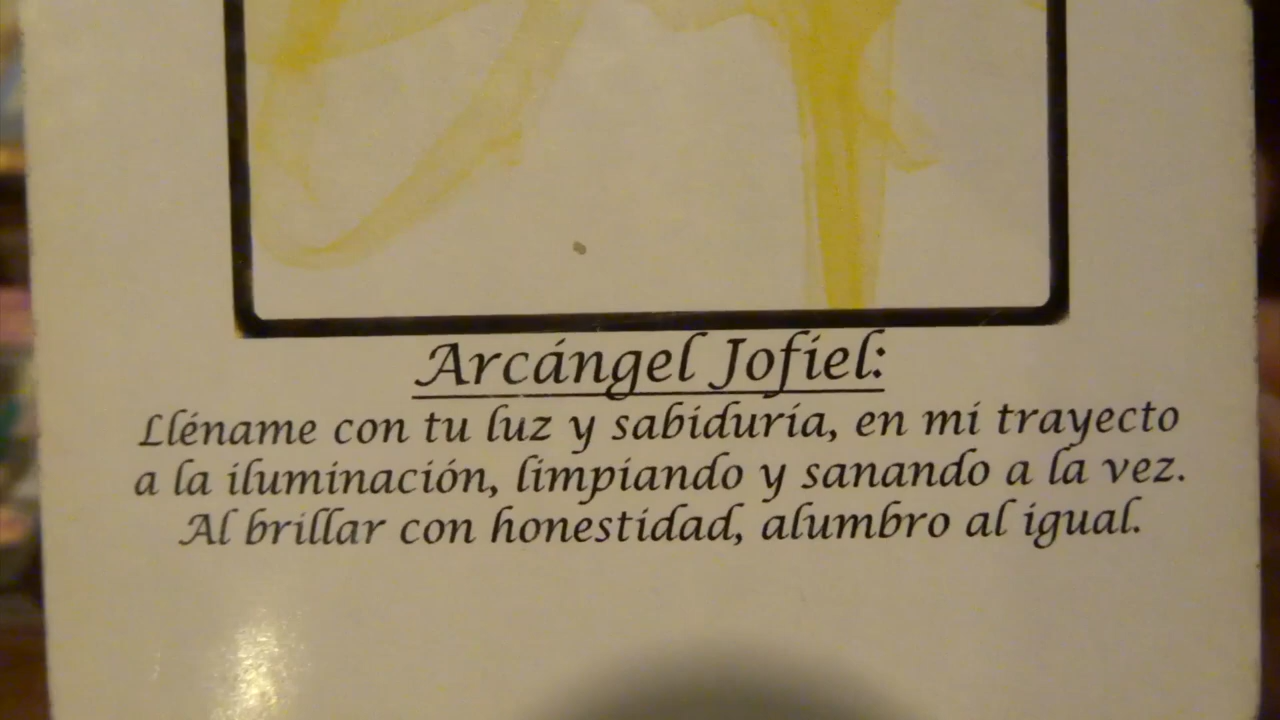 Arcángel Jofiel:
Lléname con tu luz y sabiduría, en mi trayecto
a la iluminación, limpiando y sanando a la vez.
Al brillar con honestidad, alumbro al igual.